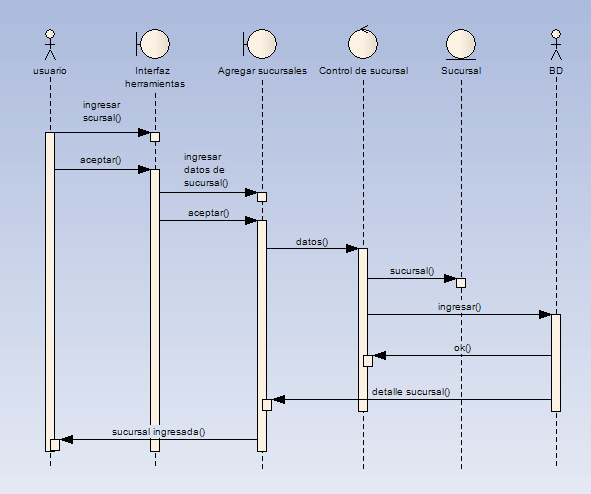 usuario
Interfaz
herramientas
Agregar sucursales
Control de sucursal
Sucursal
BD
ingresar
scursal()
aceptar()
ingresar
datos de
sucursal()
aceptar()
datos()
sucursal()
ingresar()
ok()
detalle sucursal()
sucursal ingresada()